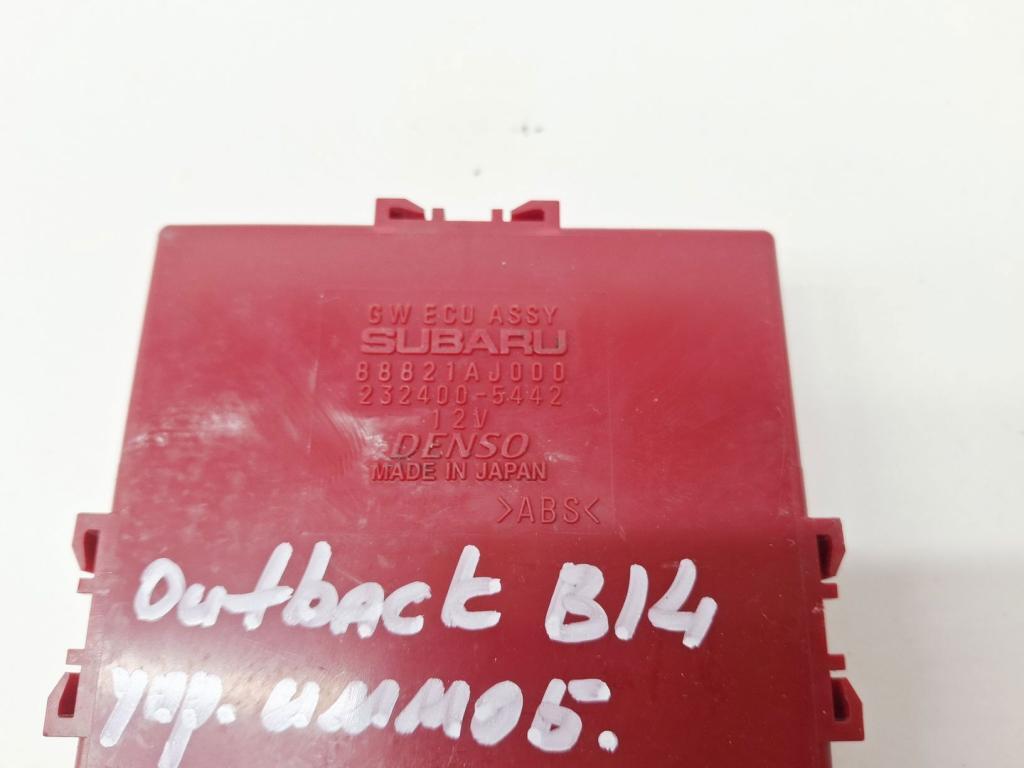 GW ECU ASSY
SUBARU
88821AJ000
232400-5442
12V
DENSO
MADE IN JAPAN
>ABS<
Outback B14
упр. иммоб.